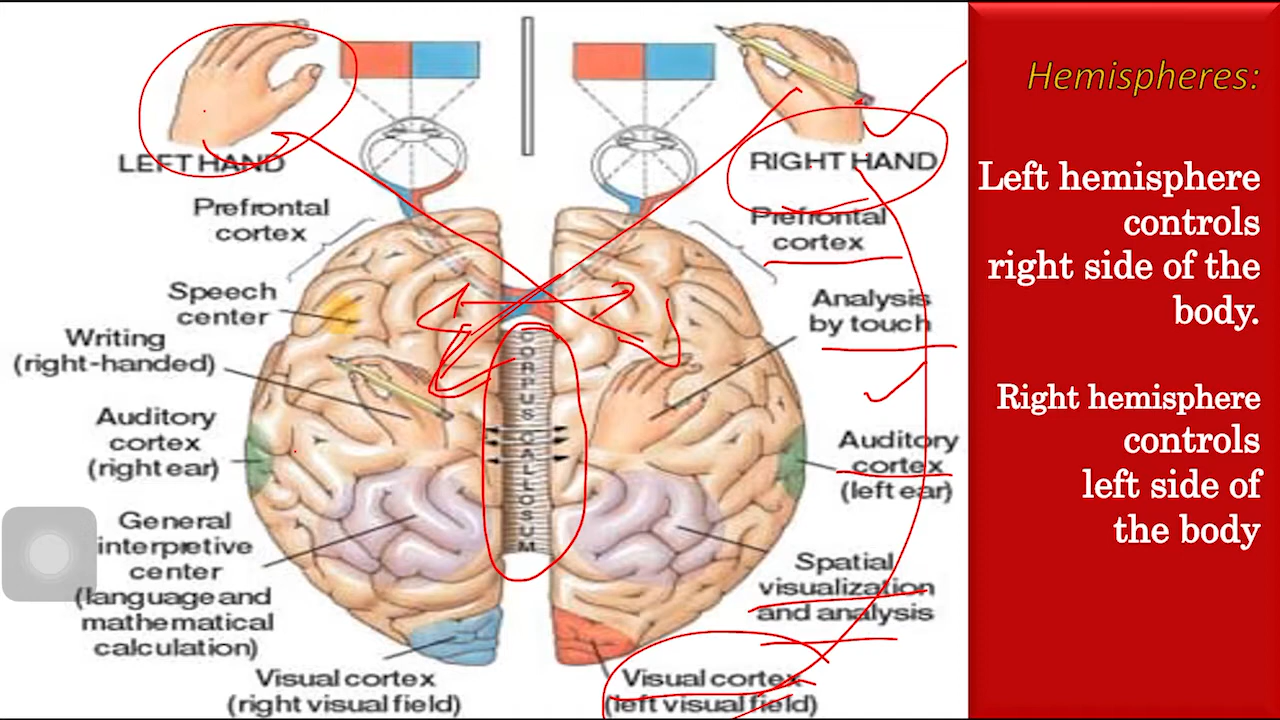 LEFT HAND
Prefrontal
cortex
Speech
center
Writing
(right-handed)
Auditory
cortex
(right ear)
General
interpretive
center
(language and
mathematical
calculation)
Visual cortex
(right visual field)
CORPUS CALLOSUM
RIGHT HAND
Prefrontal
cortex
Analysis
by touch
Auditory
cortex
(left ear)
Spatial
visualization
and analysis
Visual cortex
(left visual field)
Hemispheres:
Left hemisphere
controls
right side of the
body.
Right hemisphere
controls
left side of
the body